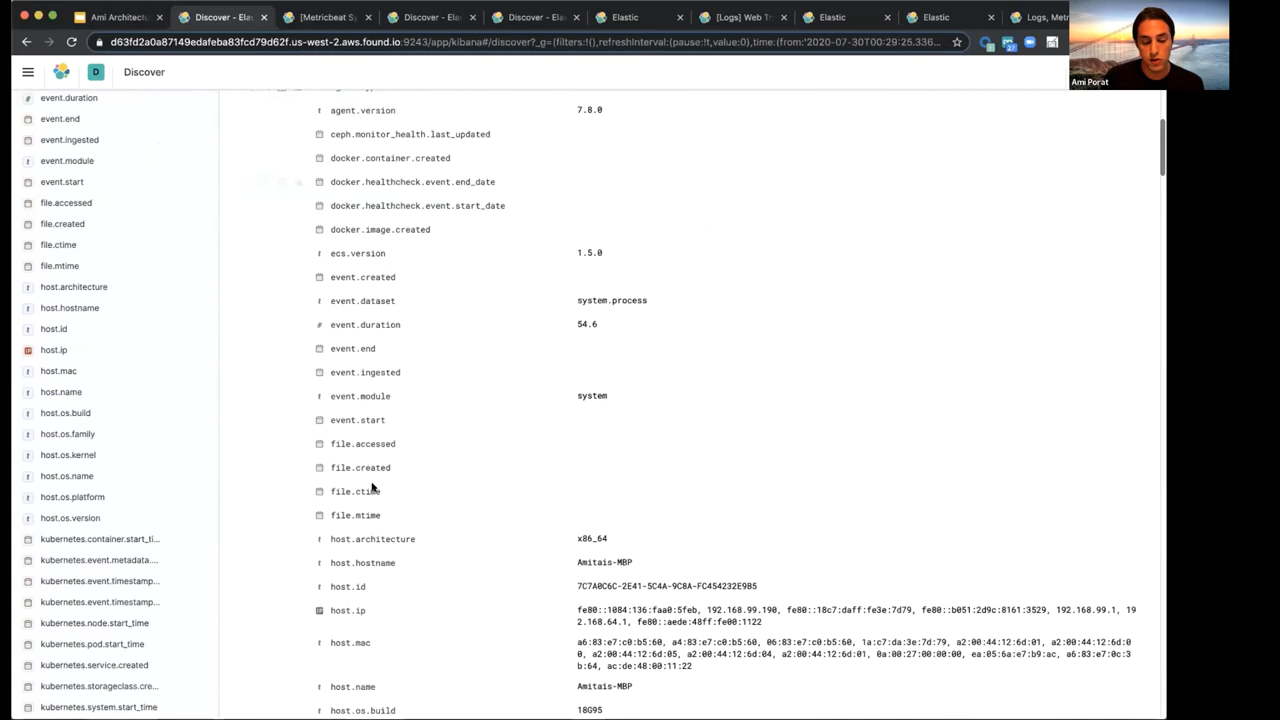 Ami Architectu
Discover - Elas
[Metricbeat Sy
Discover - Elas
Discover - Elas
Elastic
[Logs] Web Tr
Elastic
Elastic
Logs, Metr
d63fd2a0a87149edafeba83fcd79d62f.us-west-2.aws.found.io:9243/app/kibana#/discover?_g=(filters:!(),refreshInterval:(pause:!t,value:0),time:(from:'2020-07-30T00:29:25.336...
Ami Porat
D
Discover
event.duration
event.end
event.ingested
event.module
event.start
file.accessed
file.created
file.ctime
file.mtime
host.architecture
host.hostname
host.id
host.ip
host.mac
host.name
host.os.build
host.os.family
host.os.kernel
host.os.name
host.os.platform
host.os.version
kubernetes.container.start_ti...
kubernetes.event.metadata....
kubernetes.event.timestamp...
kubernetes.event.timestamp...
kubernetes.node.start_time
kubernetes.pod.start_time
kubernetes.service.created
kubernetes.storageclass.cre...
kubernetes.system.start_time
agent.version 7.8.0
ceph.monitor_health.last_updated
docker.container.created
docker.healthcheck.event.end_date
docker.healthcheck.event.start_date
docker.image.created
ecs.version 1.5.0
event.created
event.dataset system.process
event.duration 54.6
event.end
event.ingested
event.module system
event.start
file.accessed
file.created
file.ctime
file.mtime
host.architecture x86_64
host.hostname Amitais-MBP
host.id 7C7A0C6C-2E41-5C4A-9C8A-FC454232E9B5
host.ip fe80::1084:136:faa0:5feb, 192.168.99.190, fe80::18c7:daff:fe3e:7d79, fe80::b051:2d9c:8161:3529, 192.168.99.1, 19
2.168.64.1, fe80::aede:48ff:fe00:1122
host.mac a6:83:e7:c0:b5:60, a4:83:e7:c0:b5:60, 06:83:e7:c0:b5:60, 1a:c7:da:3e:7d:79, a2:00:44:12:6d:01, a2:00:44:12:6d:0
0, a2:00:44:12:6d:05, a2:00:44:12:6d:04, a2:00:44:12:6d:01, 0a:00:27:00:00:00, ea:05:6a:e7:b9:ac, a6:83:e7:0c:3
b:64, ac:de:48:00:11:22
host.name Amitais-MBP
host.os.build 18G95